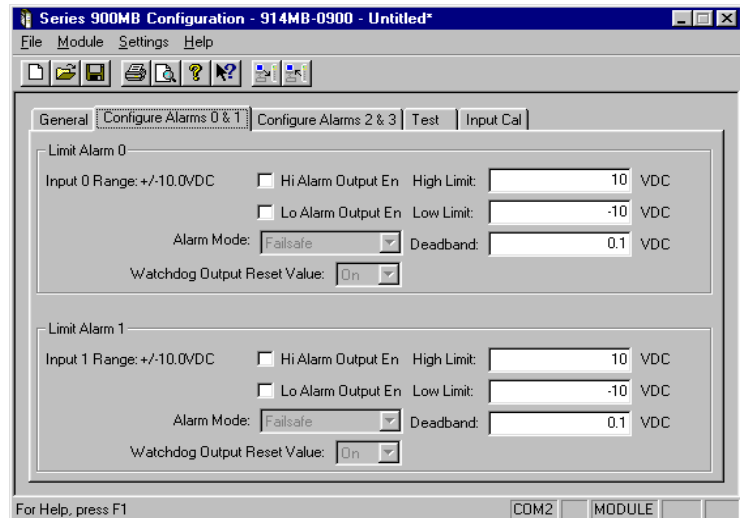 Series 900MB Configuration - 914MB-0900 - Untitled*
File Module Settings Help
General Configure Alarms 0 & 1 Configure Alarms 2 & 3 Test Input Cal
Limit Alarm 0
Input 0 Range: +/-10.0VDC Hi Alarm Output En High Limit: 10 VDC
Lo Alarm Output En Low Limit: -10 VDC
Alarm Mode: Failsafe Deadband: 0.1 VDC
Watchdog Output Reset Value: On
Limit Alarm 1
Input 1 Range: +/-10.0VDC Hi Alarm Output En High Limit: 10 VDC
Lo Alarm Output En Low Limit: -10 VDC
Alarm Mode: Failsafe Deadband: 0.1 VDC
Watchdog Output Reset Value: On
For Help, press F1 COM2 MODULE